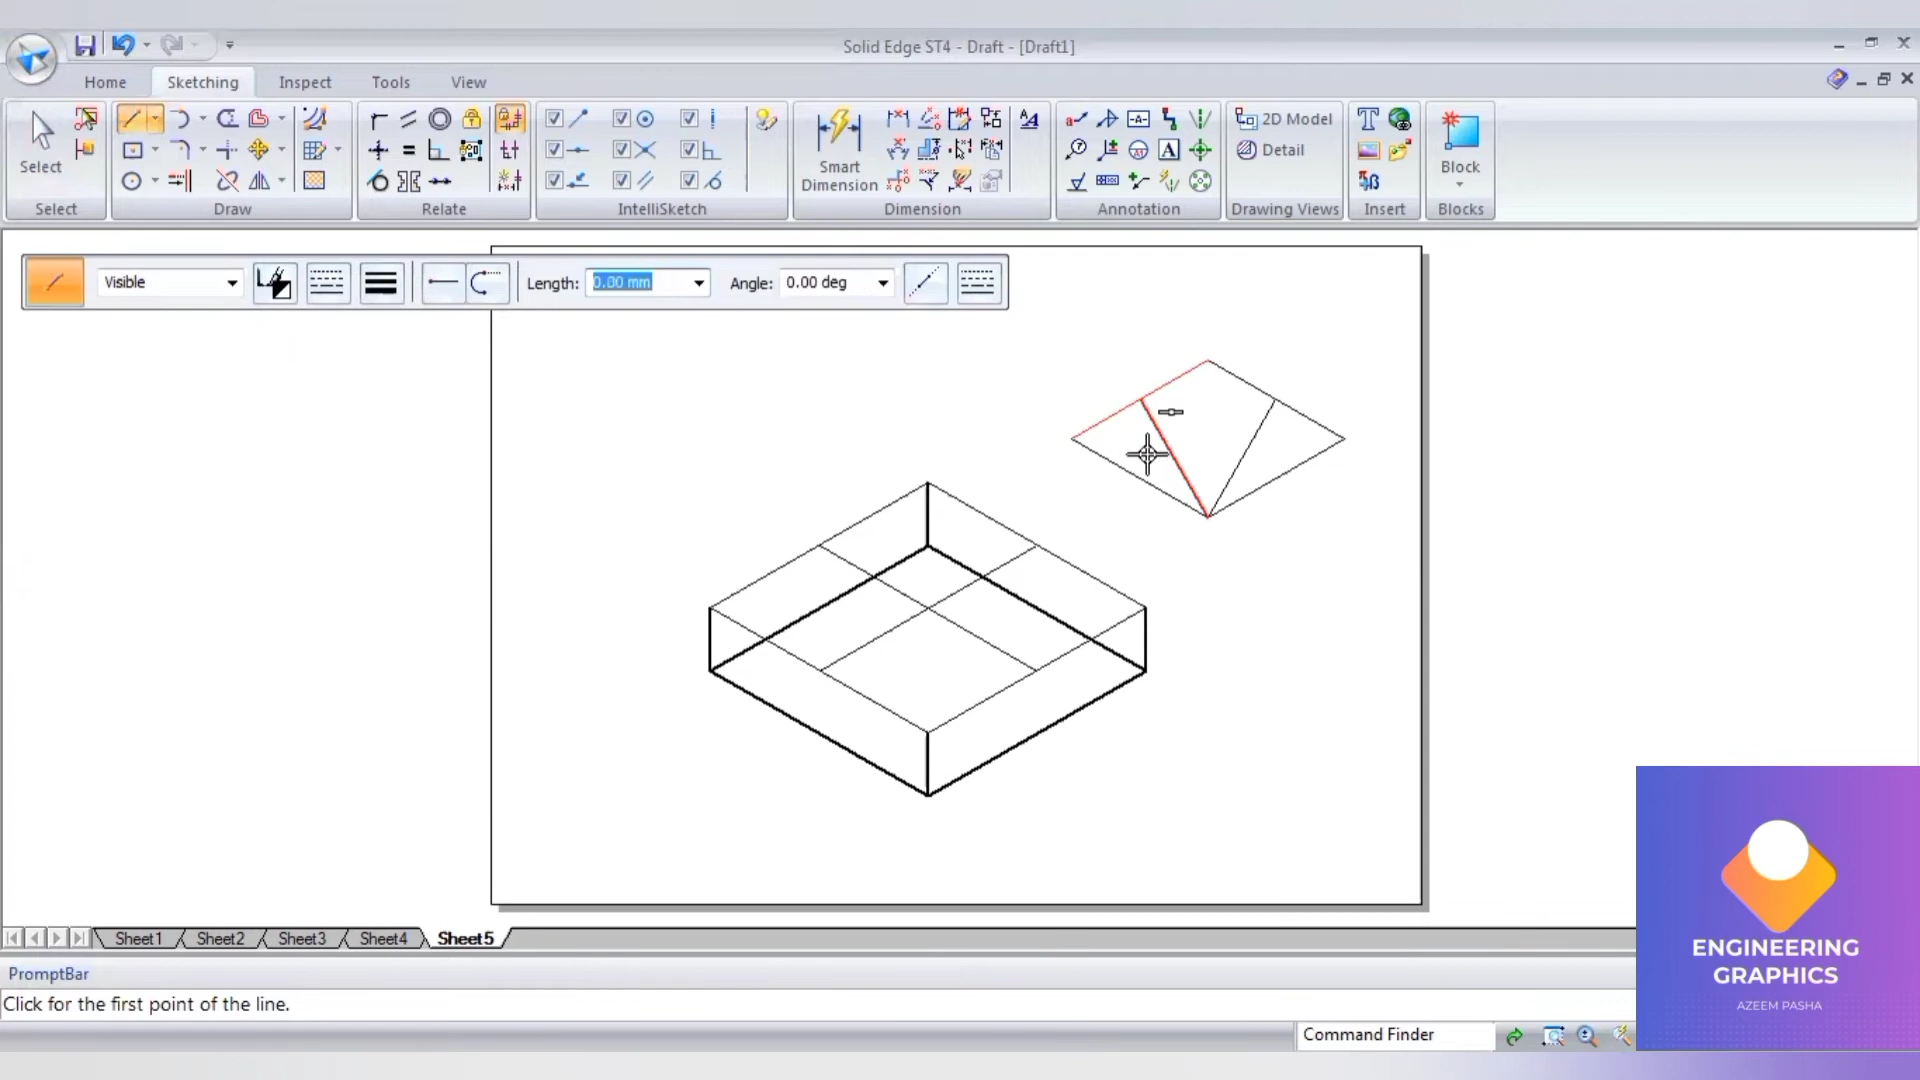 Solid Edge ST4 - Draft - [Draft1]
Home Sketching Inspect Tools View
Select
Smart
Dimension
2D Model
Detail
Block
Select Draw Relate IntelliSketch Dimension Annotation Drawing Views Insert Blocks
Visible Length: 0.00 mm Angle: 0.00 deg
Sheet1 Sheet2 Sheet3 Sheet4 Sheet5
PromptBar
Click for the first point of the line.
Command Finder
ENGINEERING
GRAPHICS
AZEEM PASHA